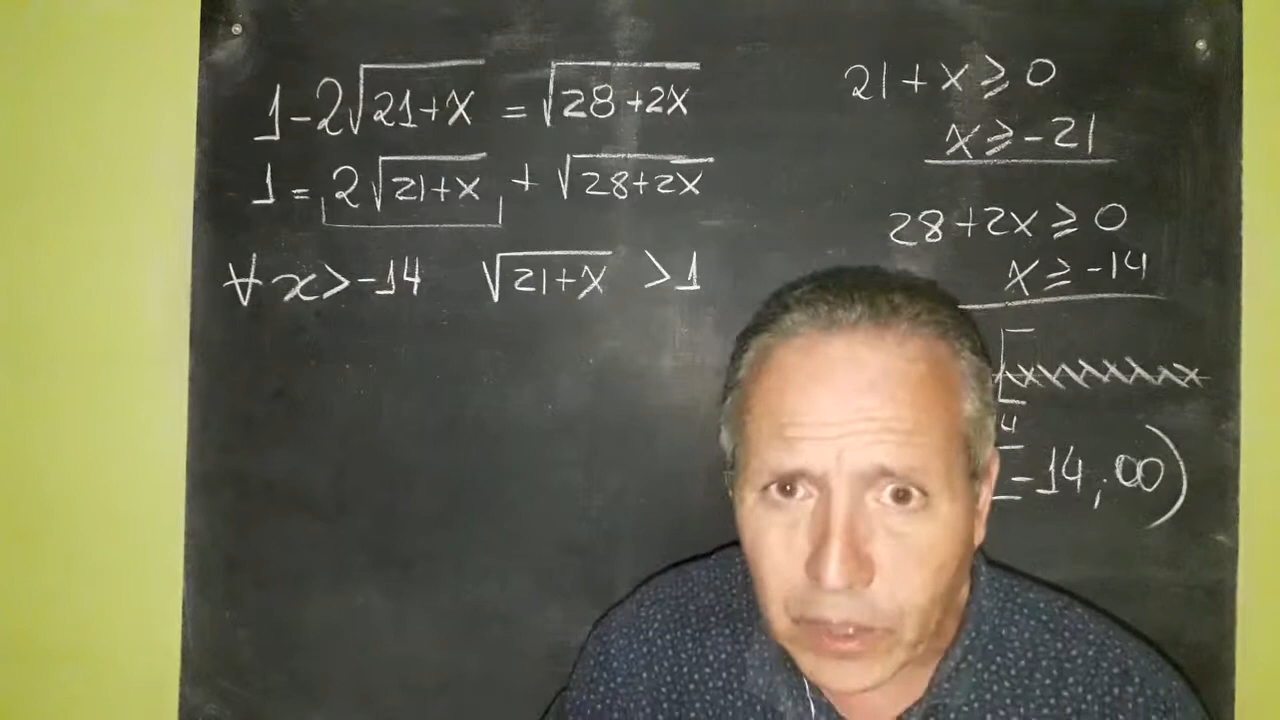 1-2√21+x = √28+2x
1 = 2√21+x + √28+2x
∀x>-14 √21+x >1
21+x ≥ 0
x ≥ -21
28+2x ≥ 0
x ≥ -14
4
[-14; ∞)